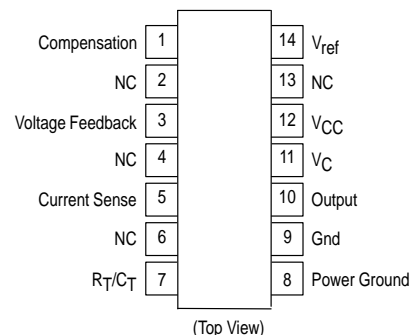 Compensation 1 14 Vref
NC 2 13 NC
Voltage Feedback 3 12 VCC
NC 4 11 VC
Current Sense 5 10 Output
NC 6 9 Gnd
RT/CT 7 8 Power Ground
(Top View)